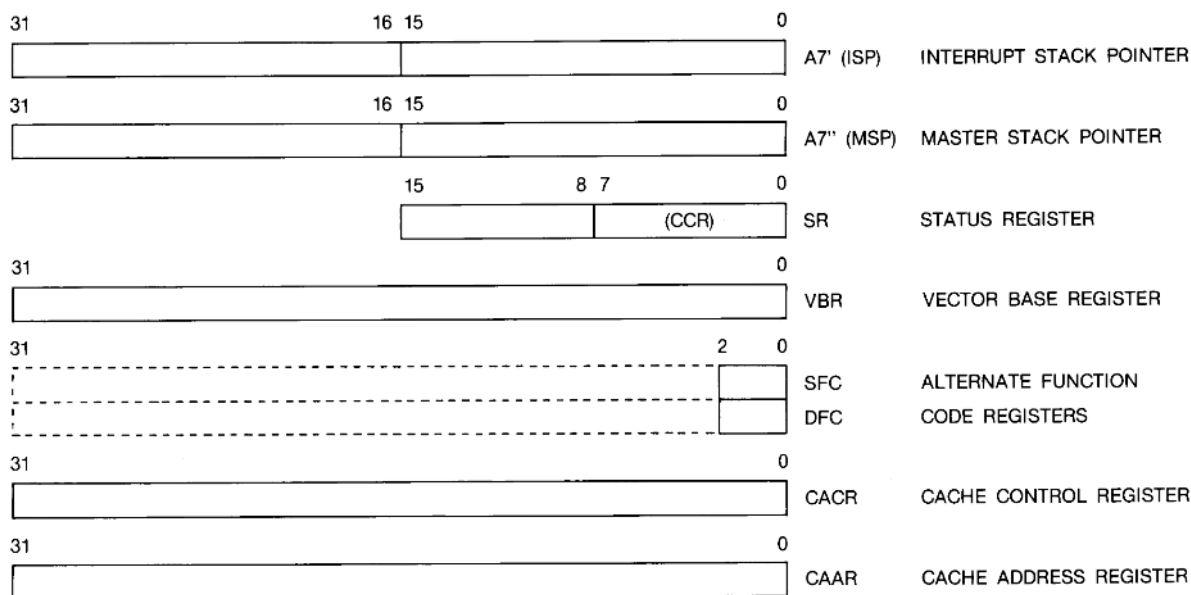 31 16 15 0
A7' (ISP) INTERRUPT STACK POINTER
31 16 15 0
A7'' (MSP) MASTER STACK POINTER
15 8 7 0
(CCR) SR STATUS REGISTER
31 0
VBR VECTOR BASE REGISTER
31 2 0
SFC ALTERNATE FUNCTION
DFC CODE REGISTERS
31 0
CACR CACHE CONTROL REGISTER
31 0
CAAR CACHE ADDRESS REGISTER